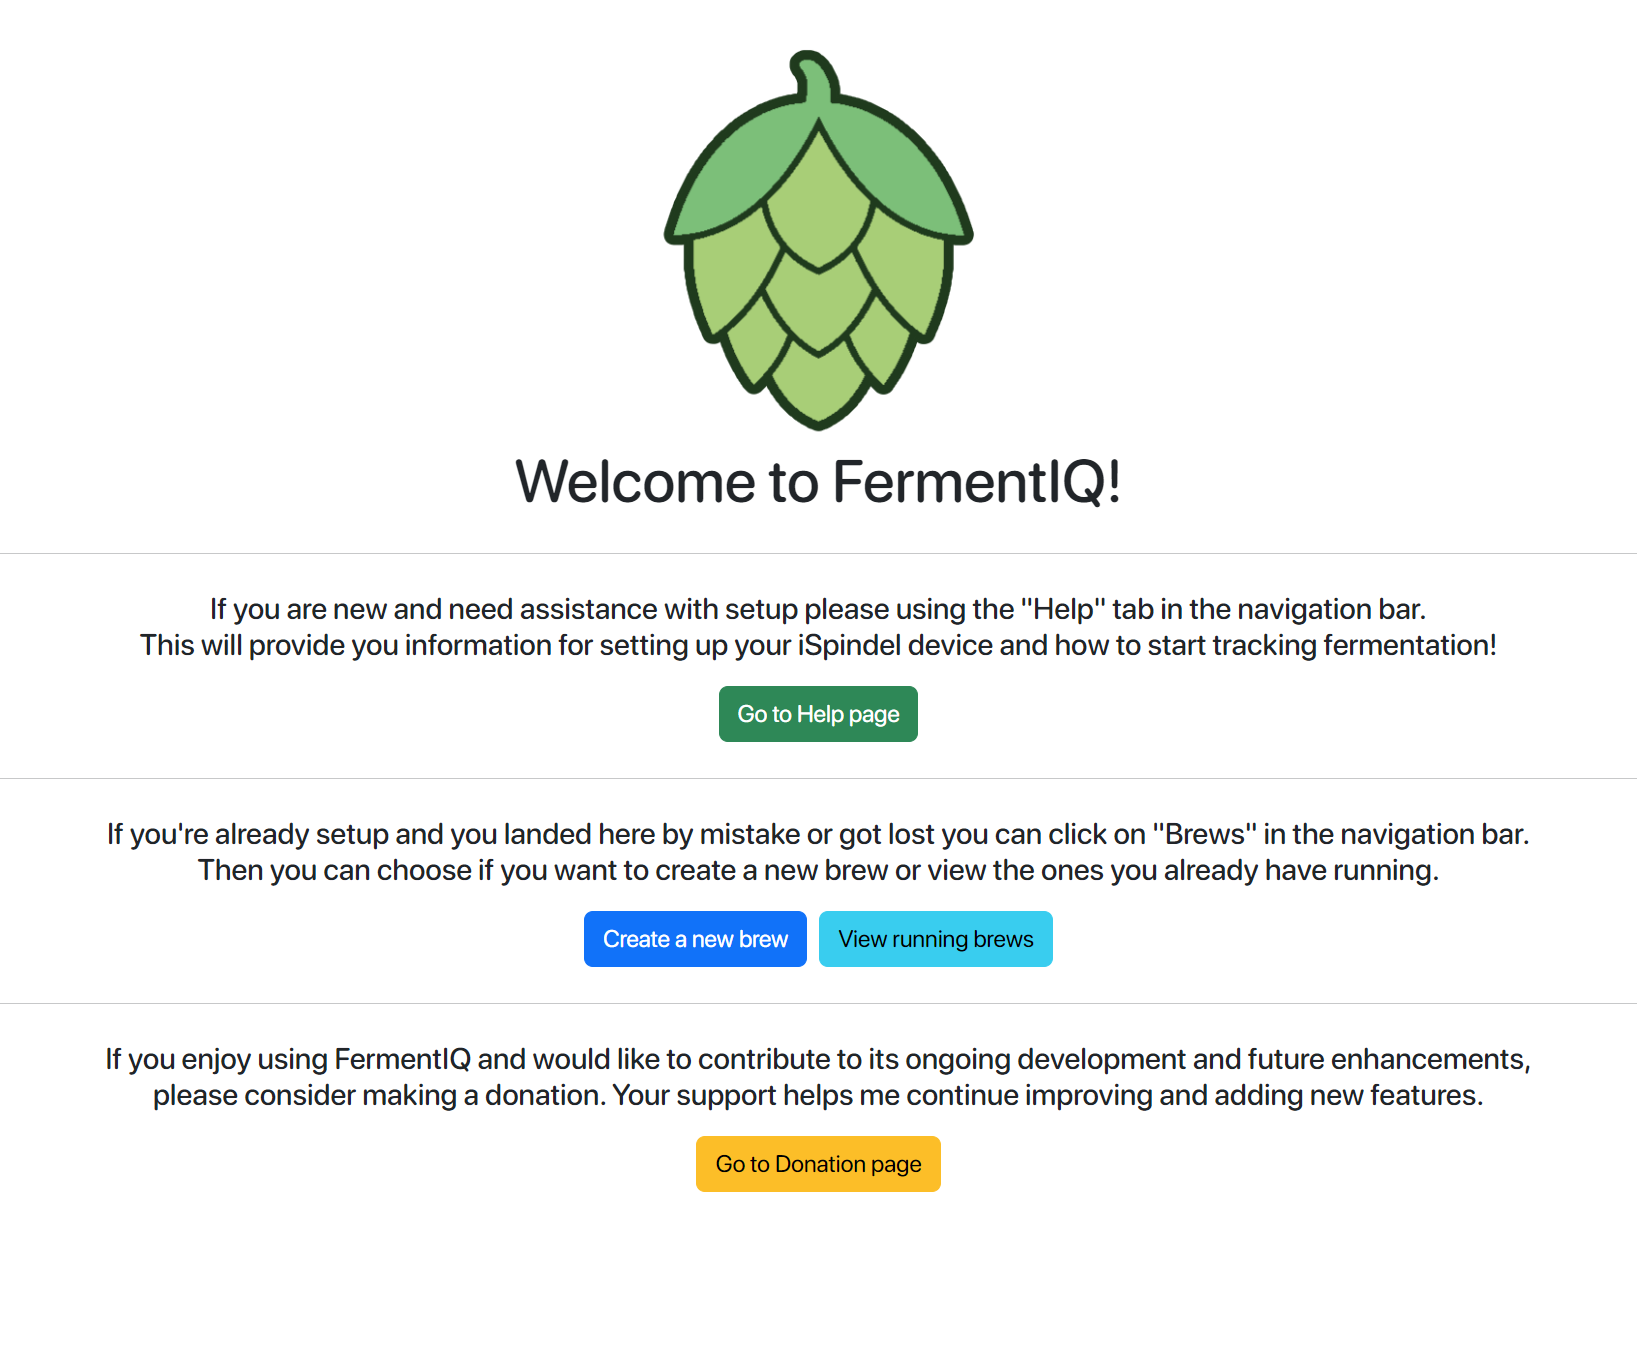 Welcome to FermentIQ!
If you are new and need assistance with setup please using the "Help" tab in the navigation bar.
This will provide you information for setting up your iSpindel device and how to start tracking fermentation!
Go to Help page
If you're already setup and you landed here by mistake or got lost you can click on "Brews" in the navigation bar.
Then you can choose if you want to create a new brew or view the ones you already have running.
Create a new brew
View running brews
If you enjoy using FermentIQ and would like to contribute to its ongoing development and future enhancements,
please consider making a donation. Your support helps me continue improving and adding new features.
Go to Donation page